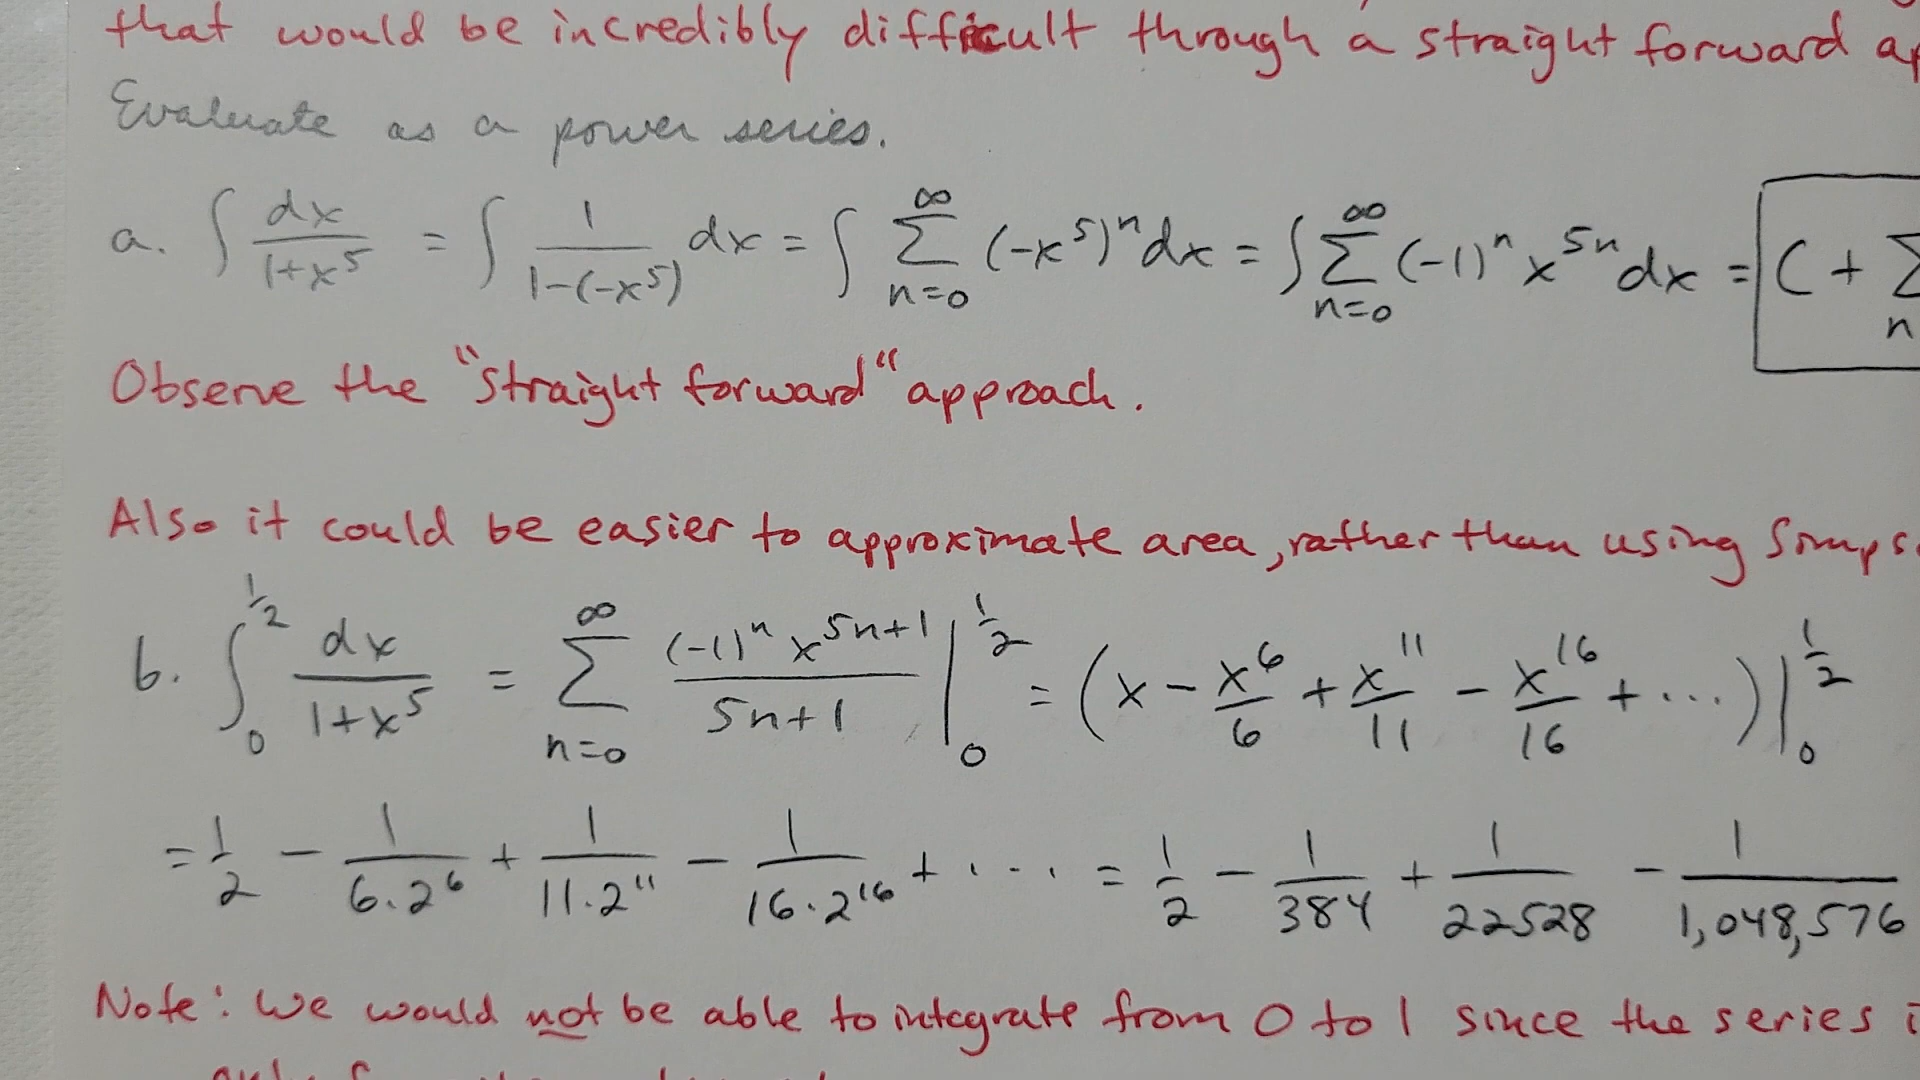 that would be incredibly difficult through a straight forward
Evaluate as a power series.
a. ∫ dx/(1+x^5) = ∫ 1/(1-(-x^5)) dx = ∫ ∑_{n=0}^{∞} (-x^5)^n dx = ∫ ∑_{n=0}^{∞} (-1)^n x^{5n} dx = C + ∑ n
Observe the "straight forward" approach.
Also it could be easier to approximate area, rather than using Simps
b. ∫_0^{1/2} dx/(1+x^5) = ∑_{n=0}^{∞} (-1)^n x^{5n+1}/(5n+1) |_0^{1/2} = (x - x^6/6 + x^11/11 - x^16/16 + ...) |_0^{1/2}
= 1/2 - 1/(6·2^6) + 1/(11·2^11) - 1/(16·2^16) + ··· = 1/2 - 1/384 + 1/22528 - 1/1,048,576
Note: We would not be able to integrate from 0 to 1 since the series